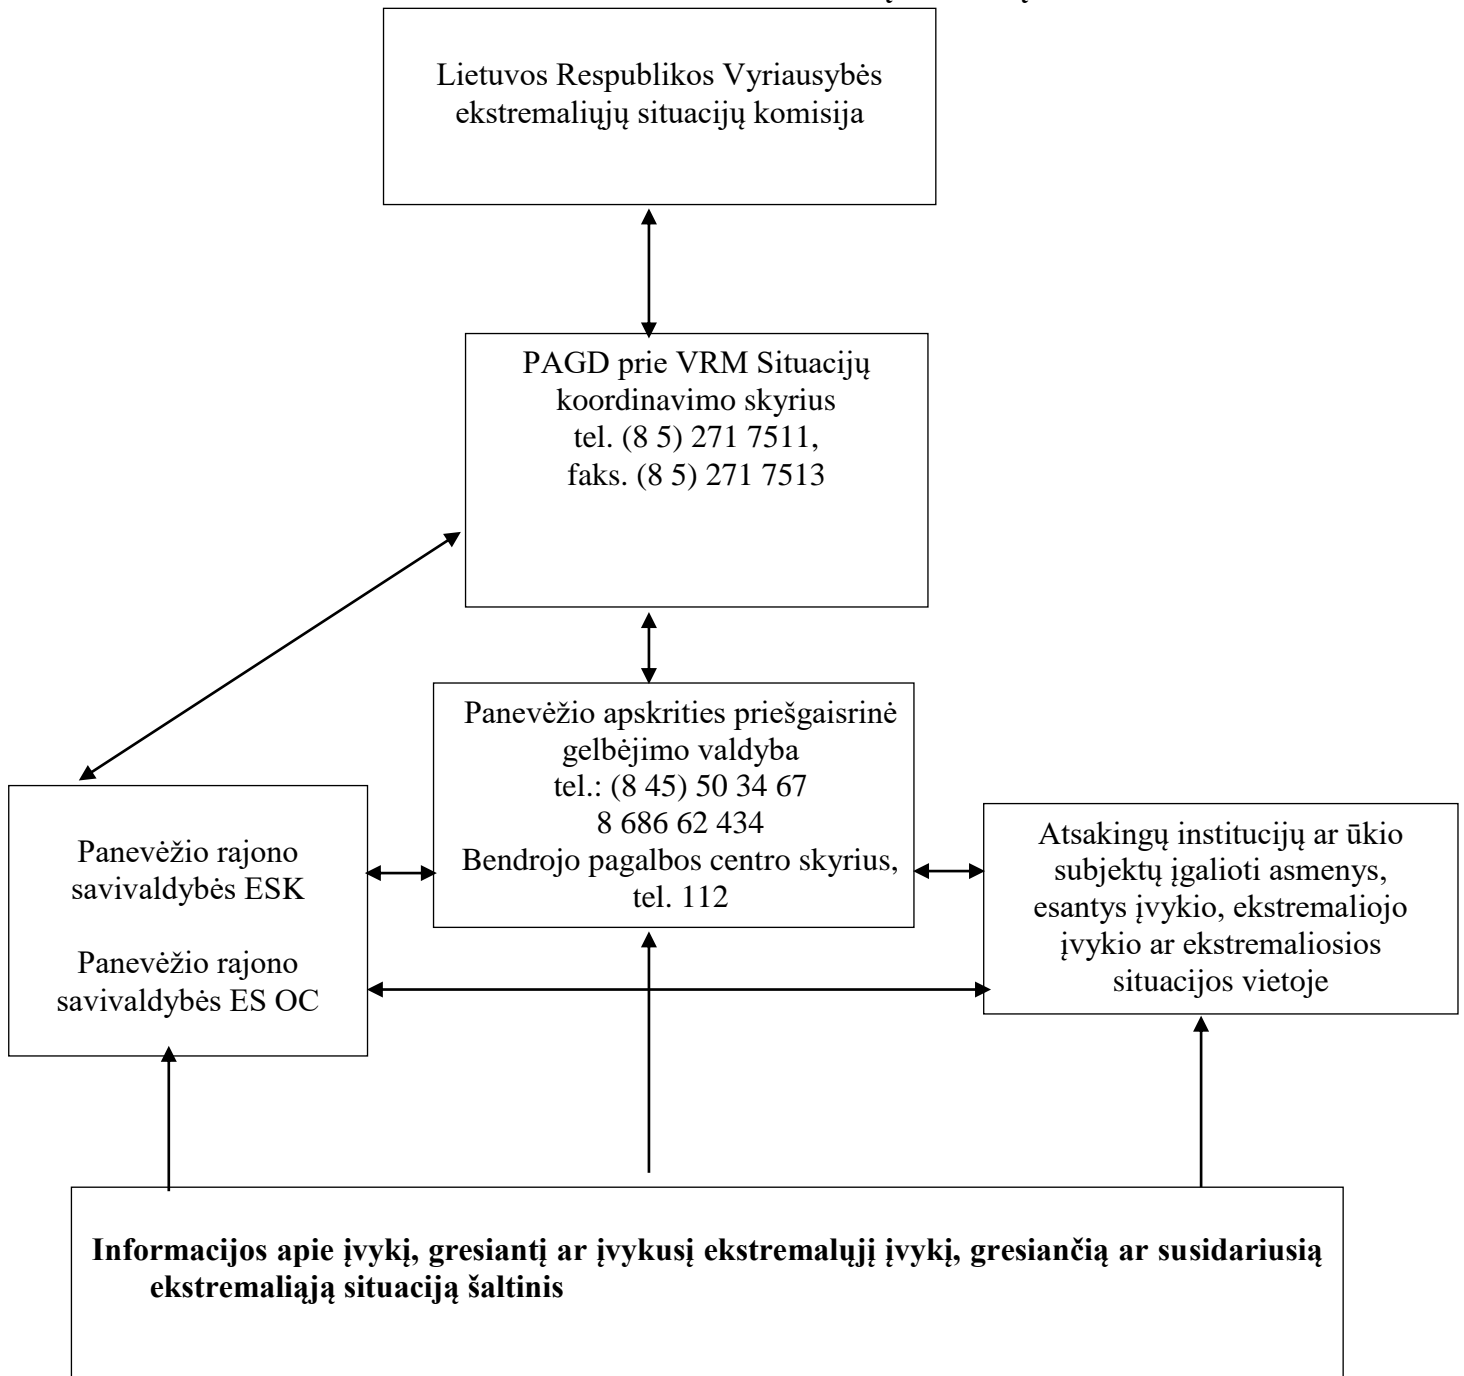 Lietuvos Respublikos Vyriausybės
ekstremaliųjų situacijų komisija
PAGD prie VRM Situacijų
koordinavimo skyrius
tel. (8 5) 271 7511,
faks. (8 5) 271 7513
Panevėžio apskrities priešgaisrinė
gelbėjimo valdyba
tel.: (8 45) 50 34 67
8 686 62 434
Bendrojo pagalbos centro skyrius,
tel. 112
Panevėžio rajono
savivaldybės ESK
Panevėžio rajono
savivaldybės ES OC
Atsakingų institucijų ar ūkio
subjektų įgalioti asmenys,
esantys įvykio, ekstremaliojo
įvykio ar ekstremaliosios
situacijos vietoje
Informacijos apie įvykį, gresiantį ar įvykusį ekstremalųjį įvykį, gresiančią ar susidariusią
ekstremaliąją situaciją šaltinis